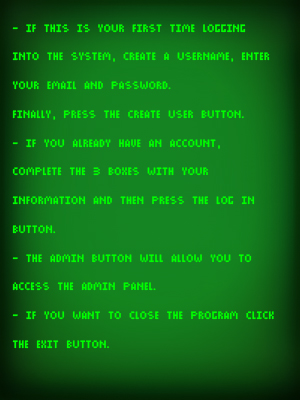 - IF THIS IS YOUR FIRST TIME LOGGING
INTO THE SYSTEM, CREATE A USERNAME, ENTER
YOUR EMAIL AND PASSWORD.
FINALLY, PRESS THE CREATE USER BUTTON.
- IF YOU ALREADY HAVE AN ACCOUNT,
COMPLETE THE 3 BOXES WITH YOUR
INFORMATION AND THEN PRESS THE LOG IN
BUTTON.
- THE ADMIN BUTTON WILL ALLOW YOU TO
ACCESS THE ADMIN PANEL.
- IF YOU WANT TO CLOSE THE PROGRAM CLICK
THE EXIT BUTTON.